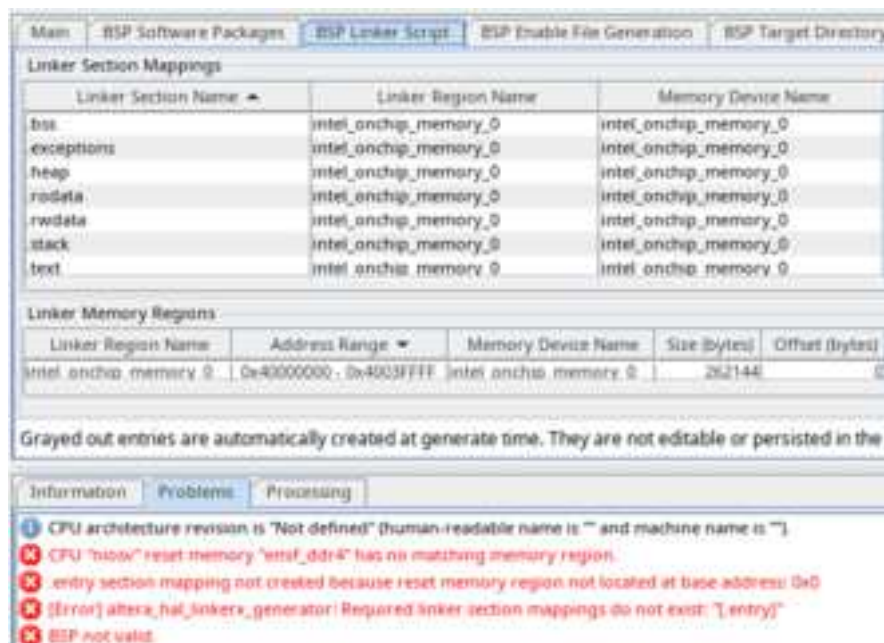 Main BSP Software Packages BSP Linker Script BSP Enable File Generation BSP Target Directory
Linker Section Mappings
Linker Section Name Linker Region Name Memory Device Name
.bss intel_onchip_memory_0 intel_onchip_memory_0
.exceptions intel_onchip_memory_0 intel_onchip_memory_0
.heap intel_onchip_memory_0 intel_onchip_memory_0
.rodata intel_onchip_memory_0 intel_onchip_memory_0
.rwdata intel_onchip_memory_0 intel_onchip_memory_0
.stack intel_onchip_memory_0 intel_onchip_memory_0
.text intel_onchip_memory_0 intel_onchip_memory_0
Linker Memory Regions
Linker Region Name Address Range Memory Device Name Size (bytes) Offset (bytes)
intel_onchip_memory_0 0x40000000 - 0x4003FFFF intel_onchip_memory_0 262144 0
Grayed out entries are automatically created at generate time. They are not editable or persisted in the
Information Problems Processing
CPU architecture revision is "Not defined" (human-readable name is "" and machine name is "").
CPU "niosv" reset memory "emif_ddr4" has no matching memory region.
.entry section mapping not created because reset memory region not located at base address: 0x0
[Error] altera_hal_linkerx_generator: Required linker section mappings do not exist: "[.entry]"
BSP not valid.